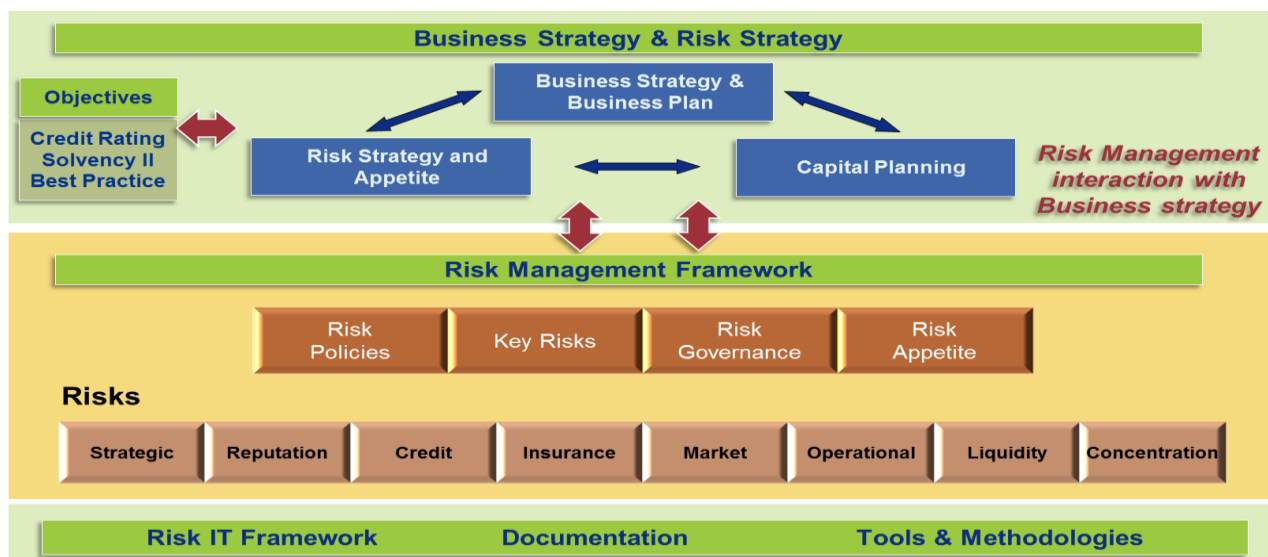 Business Strategy & Risk Strategy
Business Strategy &
Business Plan
Objectives
Credit Rating
Solvency II
Best Practice
Risk Strategy and
Appetite
Capital Planning
Risk Management
interaction with
Business strategy
Risk Management Framework
Risk
Policies
Key Risks
Risk
Governance
Risk
Appetite
Risks
Strategic
Reputation
Credit
Insurance
Market
Operational
Liquidity
Concentration
Risk IT Framework
Documentation
Tools & Methodologies